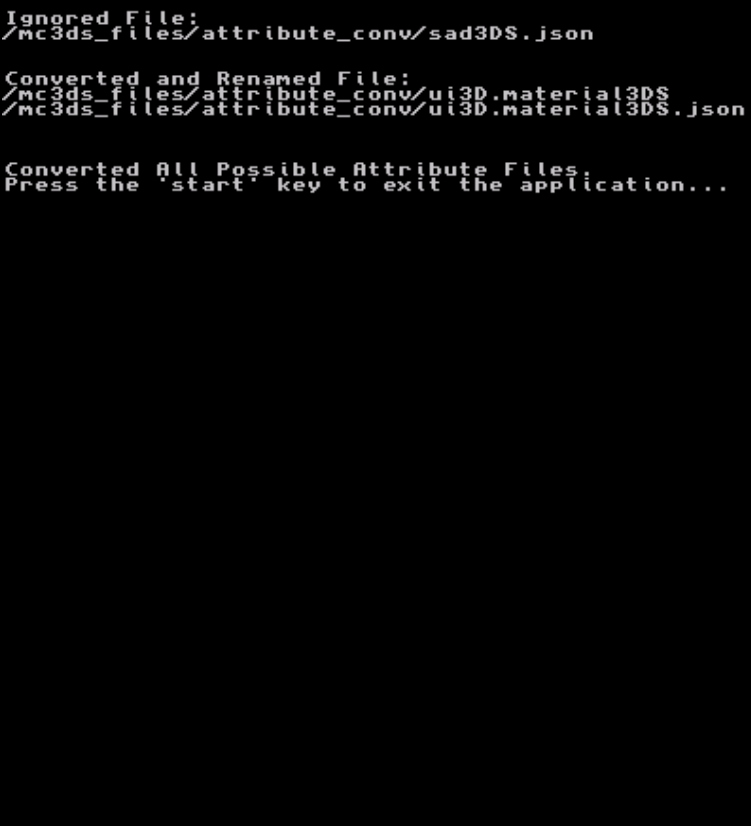 Ignored File:
/mc3ds_files/attribute_conv/sad3DS.json
Converted and Renamed File:
/mc3ds_files/attribute_conv/ui3D.material3DS
/mc3ds_files/attribute_conv/ui3D.material3DS.json
Converted All Possible Attribute Files.
Press the 'start' key to exit the application...